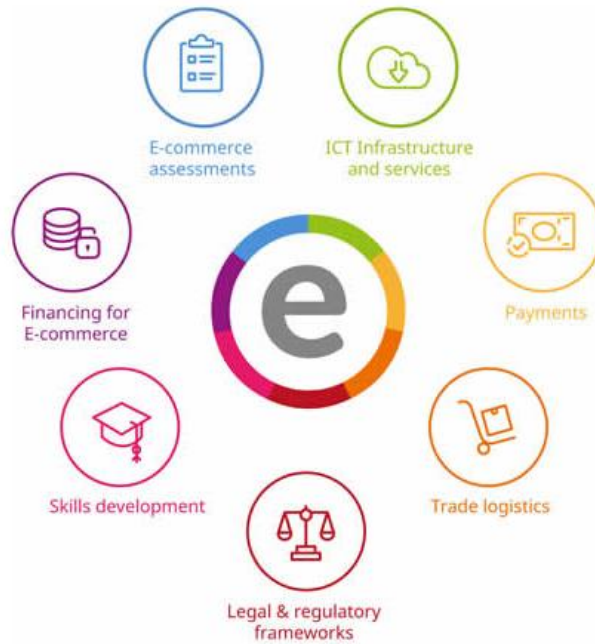 E-commerce
assessments
ICT Infrastructure
and services
Financing for
E-commerce
e
Payments
Skills development
Trade logistics
Legal & regulatory
frameworks